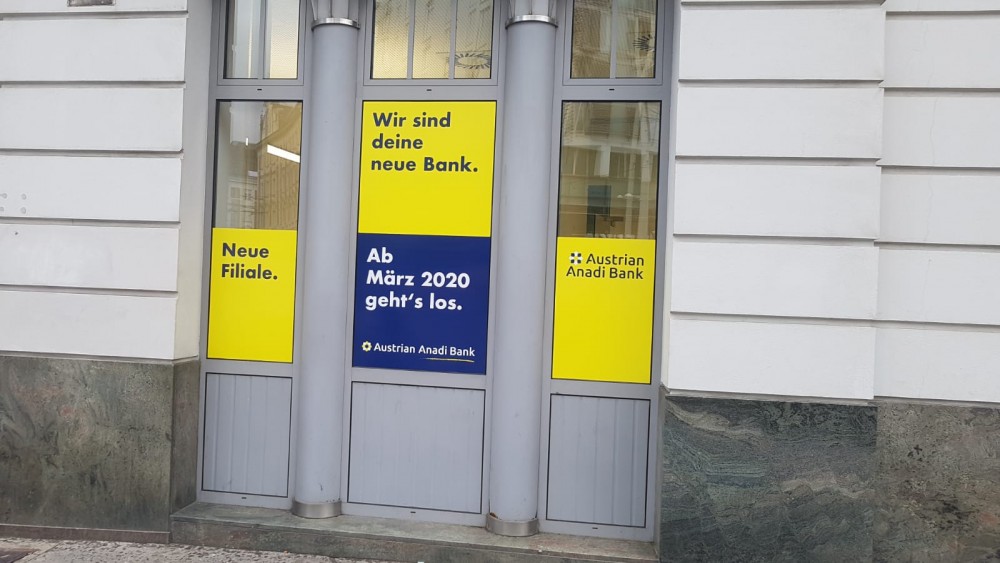 Neue
Filiale.
Wir sind
deine
neue Bank.
Ab
März 2020
geht's los.
Austrian Anadi Bank
Austrian
Anadi Bank